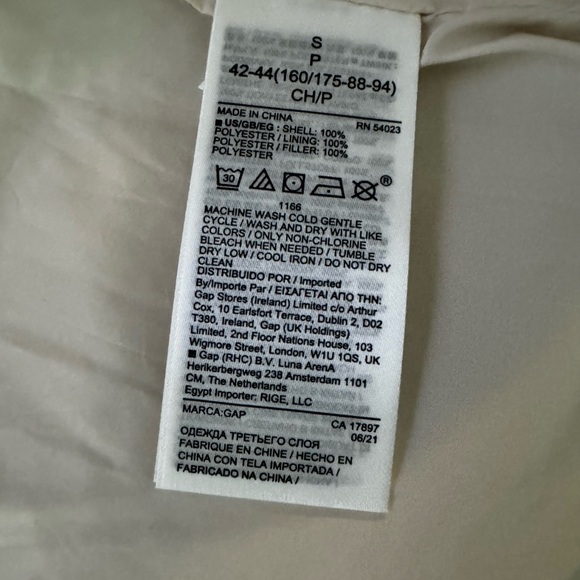 S
P
42-44(160/175-88-94)
CH/P
MADE IN CHINA RN 54023
■ US/GB/EG : SHELL: 100%
POLYESTER / LINING: 100%
POLYESTER / FILLER: 100%
POLYESTER
30 ®
1166
MACHINE WASH COLD GENTLE
CYCLE / WASH AND DRY WITH LIKE
COLORS / ONLY NON-CHLORINE
BLEACH WHEN NEEDED / TUMBLE
DRY LOW / COOL IRON / DO NOT DRY
CLEAN
DISTRIBUIDO POR / Imported
By/Importe Par / ΕΙΣΑΓΕΤΑΙ ΑΠΟ ΤΗΝ:
Gap Stores (Ireland) Limited c/o Arthur
Cox, 10 Earlsfort Terrace, Dublin 2, D02
T380, Ireland, Gap (UK Holdings)
Limited, 2nd Floor Nations House, 103
Wigmore Street, London, W1U 1QS, UK
■ Gap (RHC) B.V. Luna ArenA
Herikerbergweg 238 Amsterdam 1101
CM, The Netherlands
Egypt Importer: RIGE, LLC
MARCA:GAP CA 17897
06/21
ОДЕЖДА ТРЕТЬЕГО СЛОЯ
FABRIQUE EN CHINE / HECHO EN
CHINA CON TELA IMPORTADA /
FABRICADO NA CHINA /